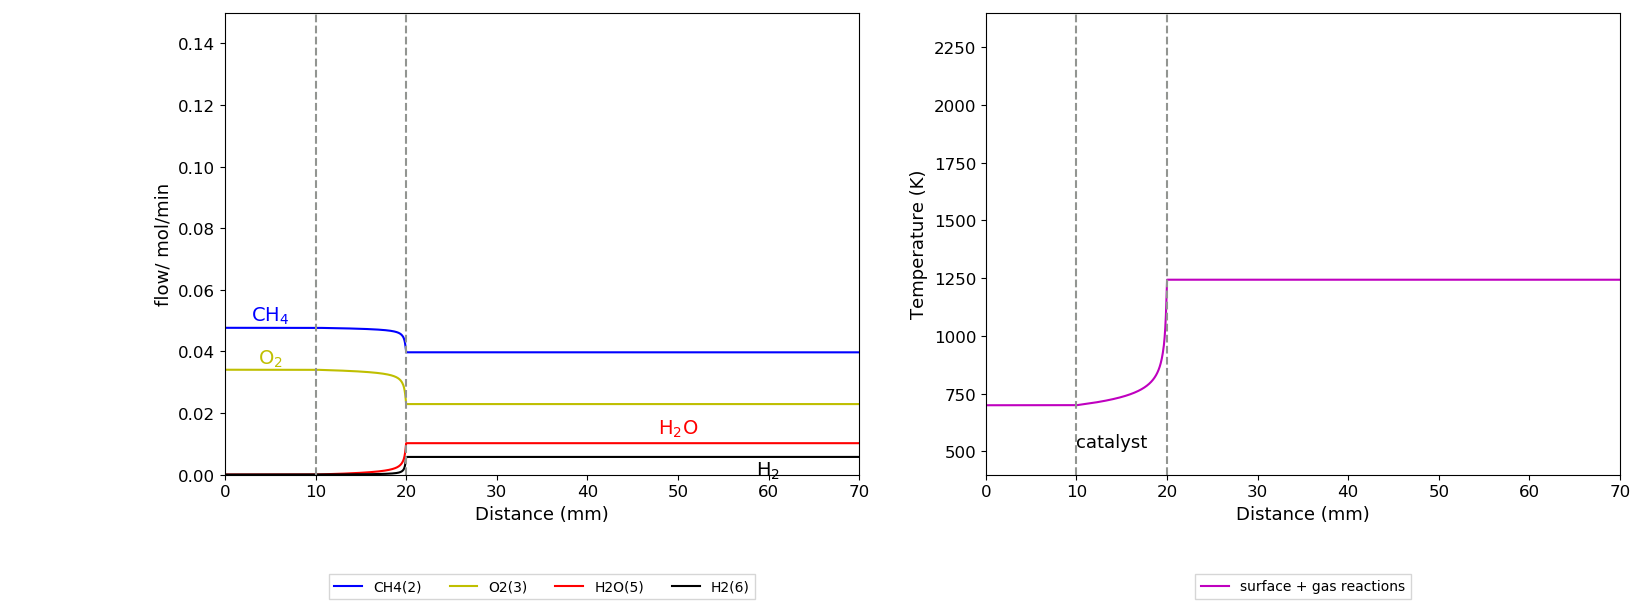 0.14
0.12
0.10
0.08
0.06
0.04
0.02
0.00
flow/ mol/min
CH₄
O₂
H₂O
H₂
0 10 20 30 40 50 60 70
Distance (mm)
CH4(2) O2(3) H2O(5) H2(6)
2250
2000
1750
1500
1250
1000
750
500
Temperature (K)
catalyst
0 10 20 30 40 50 60 70
Distance (mm)
surface + gas reactions